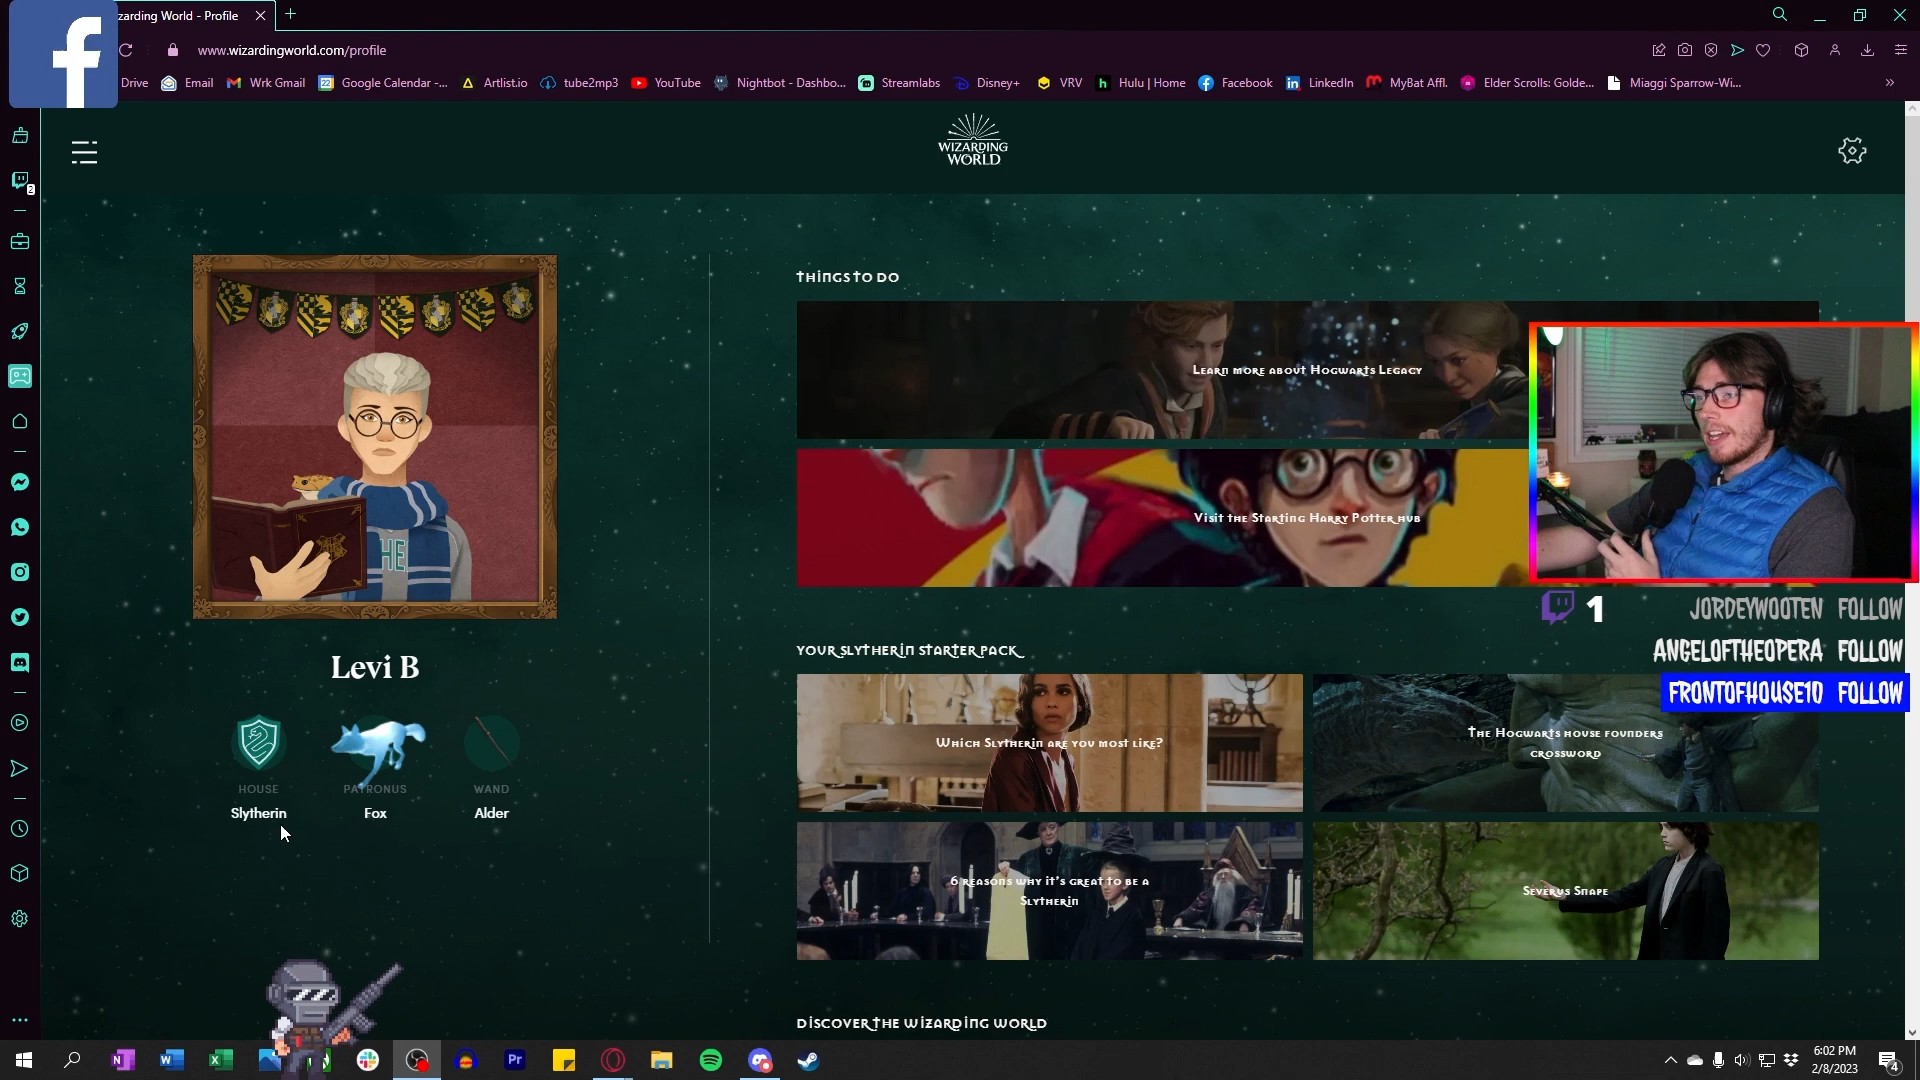 zarding World - Profile
www.wizardingworld.com/profile
Drive
Email
Wrk Gmail
22
Google Calendar -...
Artlist.io
tube2mp3
YouTube
Nightbot - Dashbo...
Streamlabs
Disney+
VRV
Hulu | Home
Facebook
LinkedIn
MyBat Affl.
Elder Scrolls: Golde...
Miaggi Sparrow-Wi...
2
WIZARDING
WORLD
THINGS TO DO
Learn more about Hogwarts Legacy
Visit the Starting Harry Potter hub
HE
Levi B
HOUSE
Slytherin
PATRONUS
Fox
WAND
Alder
1
JORDEYWOOTEN FOLLOW
ANGELOFTHEOPERA FOLLOW
FRONTOFHOUSE10 FOLLOW
YOUR SLYTHERIN STARTER PACK
Which Slytherin are you most like?
The Hogwarts house founders
crossword
6 reasons why it's great to be a
Slytherin
Severus Snape
DISCOVER THE WIZARDING WORLD
6:02 PM
2/8/2023
4